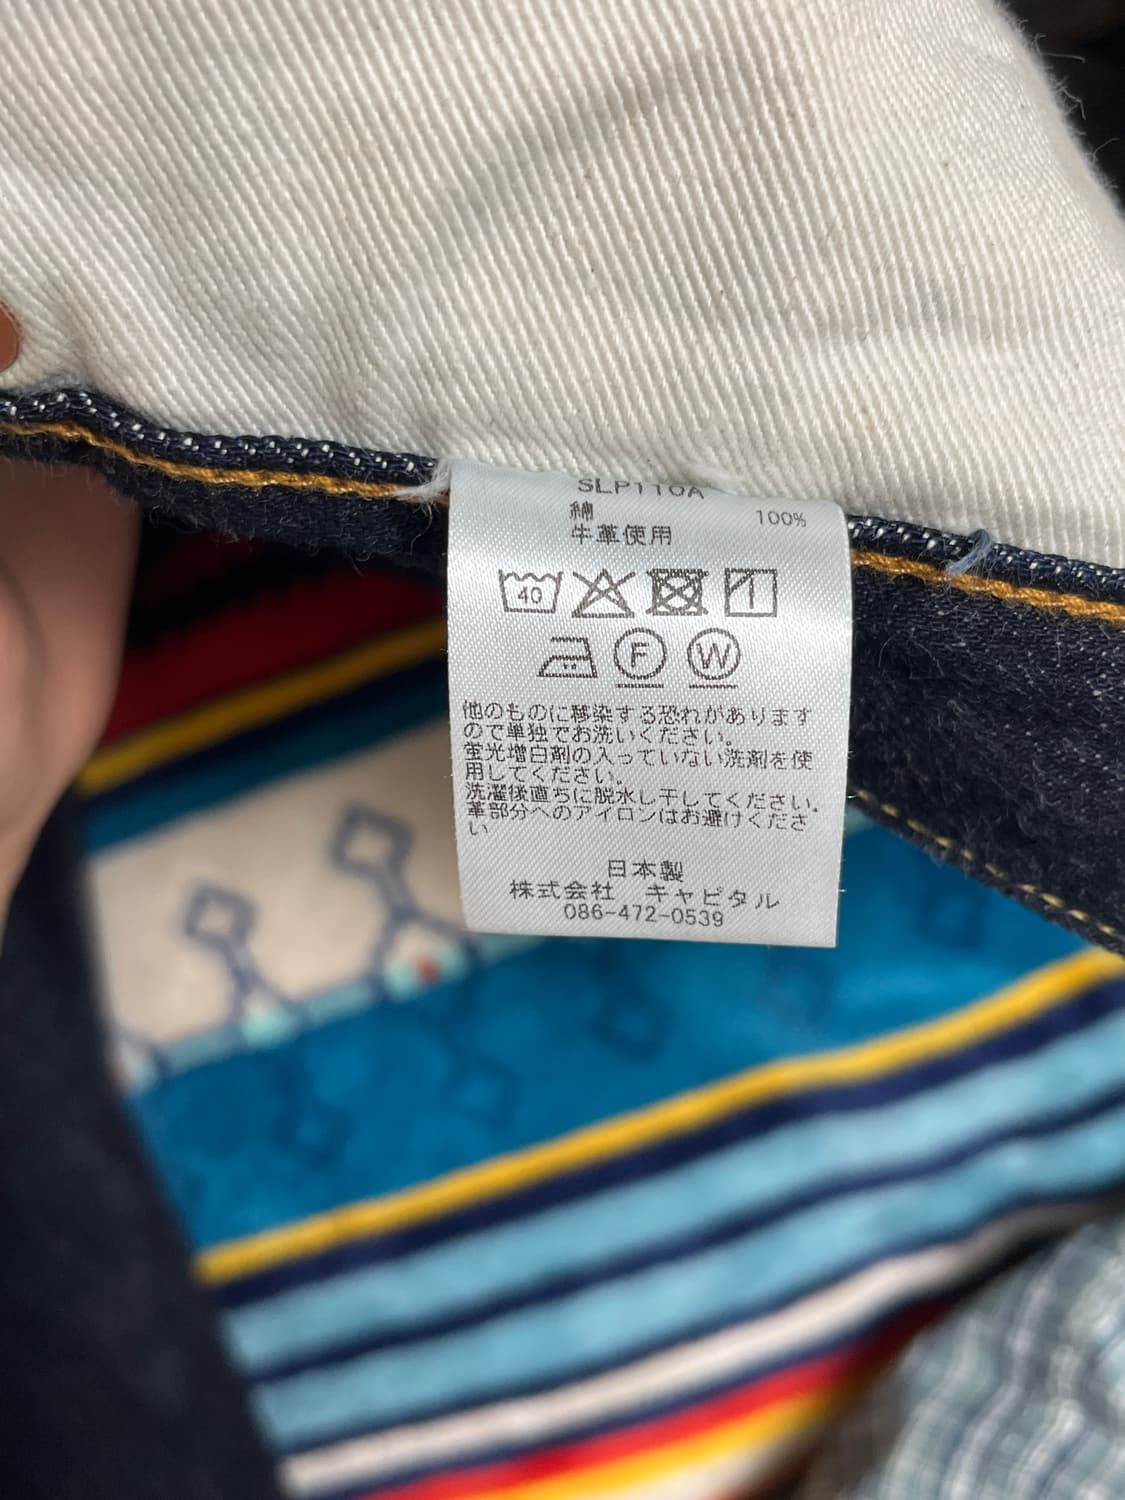 SLP110A
綿 100%
牛革使用
40
F W
他のものに移染する恐れがあります
ので単独でお洗いください。
蛍光増白剤の入っていない洗剤を使
用してください。
洗濯後直ちに脱水し干してください。
革部分へのアイロンはお避けくださ
い
日本製
株式会社 キャピタル
086-472-0539